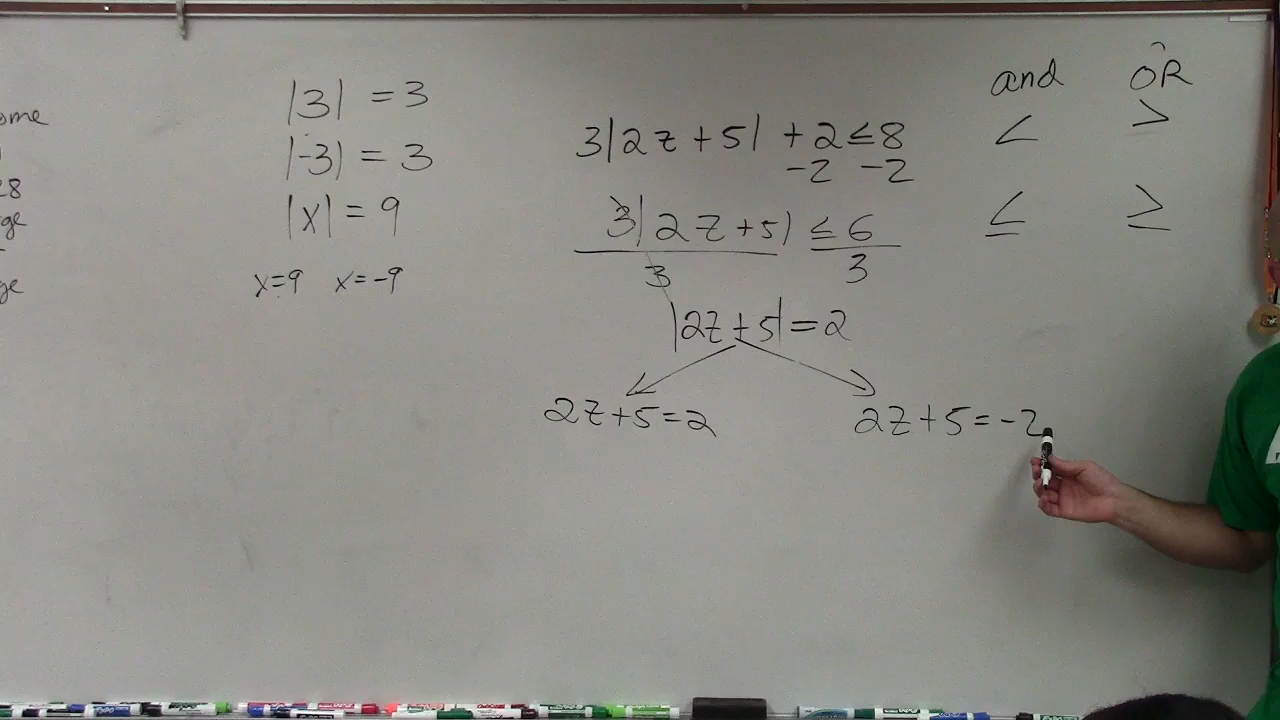 ome
28
ge
ge
|3| = 3
|-3| = 3
|x| = 9
x=9 x=-9
3|2z+5| +2≤8
-2 -2
3|2z+5| ≤6
3 3
|2z+5|=2
2z+5=2 2z+5=-2
and OR
< >
≤ ≥